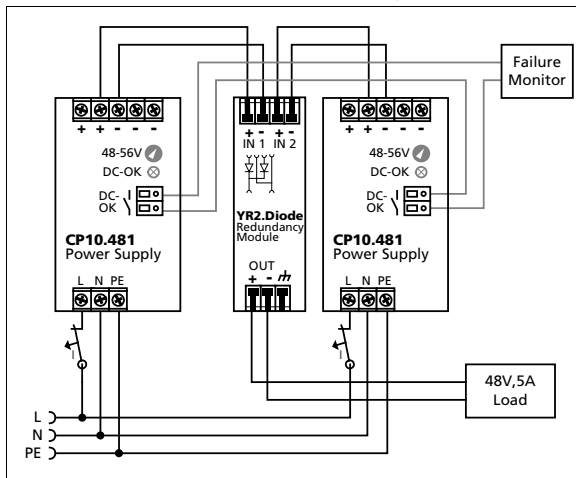 Failure
Monitor
+ + - - -
+ - + -
IN 1 IN 2
+ + - - -
48-56V
DC-OK
DC-
OK
I
CP10.481
Power Supply
L N PE
YR2.Diode
Redundancy
Module
OUT
+ -
48-56V
DC-OK
DC-
OK
I
CP10.481
Power Supply
L N PE
I
I
48V,5A
Load
L
N
PE